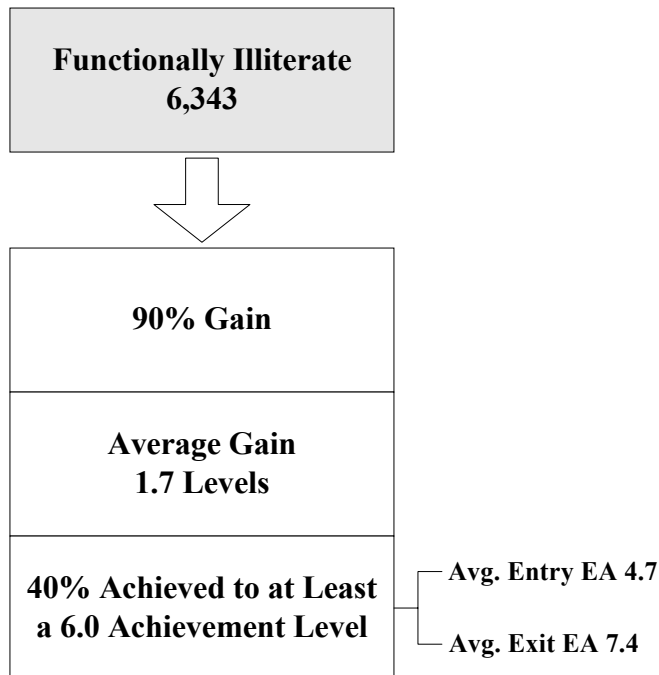 Functionally Illiterate
6,343
90% Gain
Average Gain
1.7 Levels
40% Achieved to at Least
a 6.0 Achievement Level
Avg. Entry EA 4.7
Avg. Exit EA 7.4